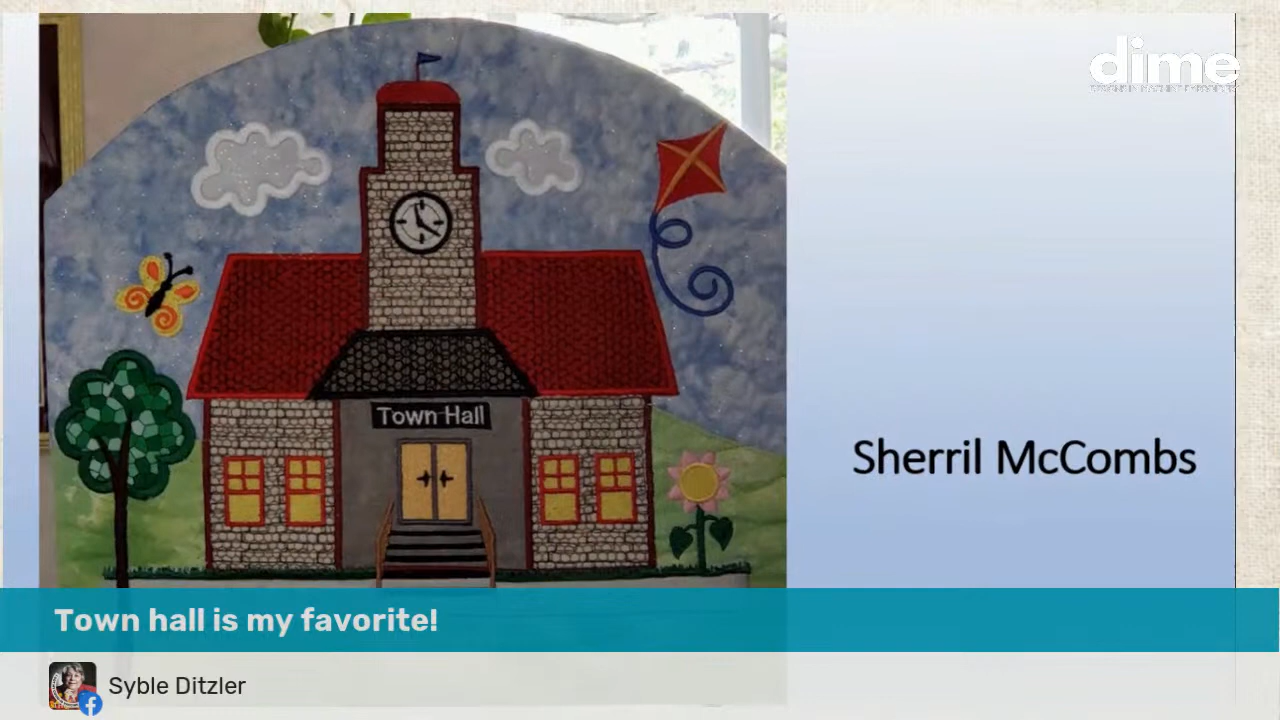 dime
Town Hall
Sherril McCombs
Town hall is my favorite!
Syble Ditzler